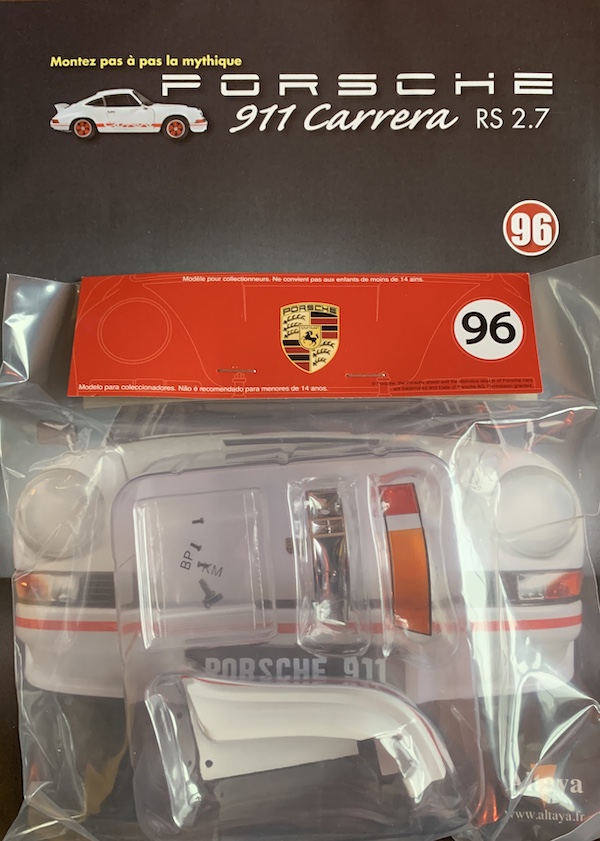 Montez pas à pas la mythique
PORSCHE
911 Carrera RS 2.7
96
Modèle pour collectionneurs. Ne convient pas aux enfants de moins de 14 ans.
PORSCHE
96
Modelo para coleccionadores. Não é recomendado para menores de 14 anos.
BP
KM
PORSCHE 911
Altaya
www.altaya.fr